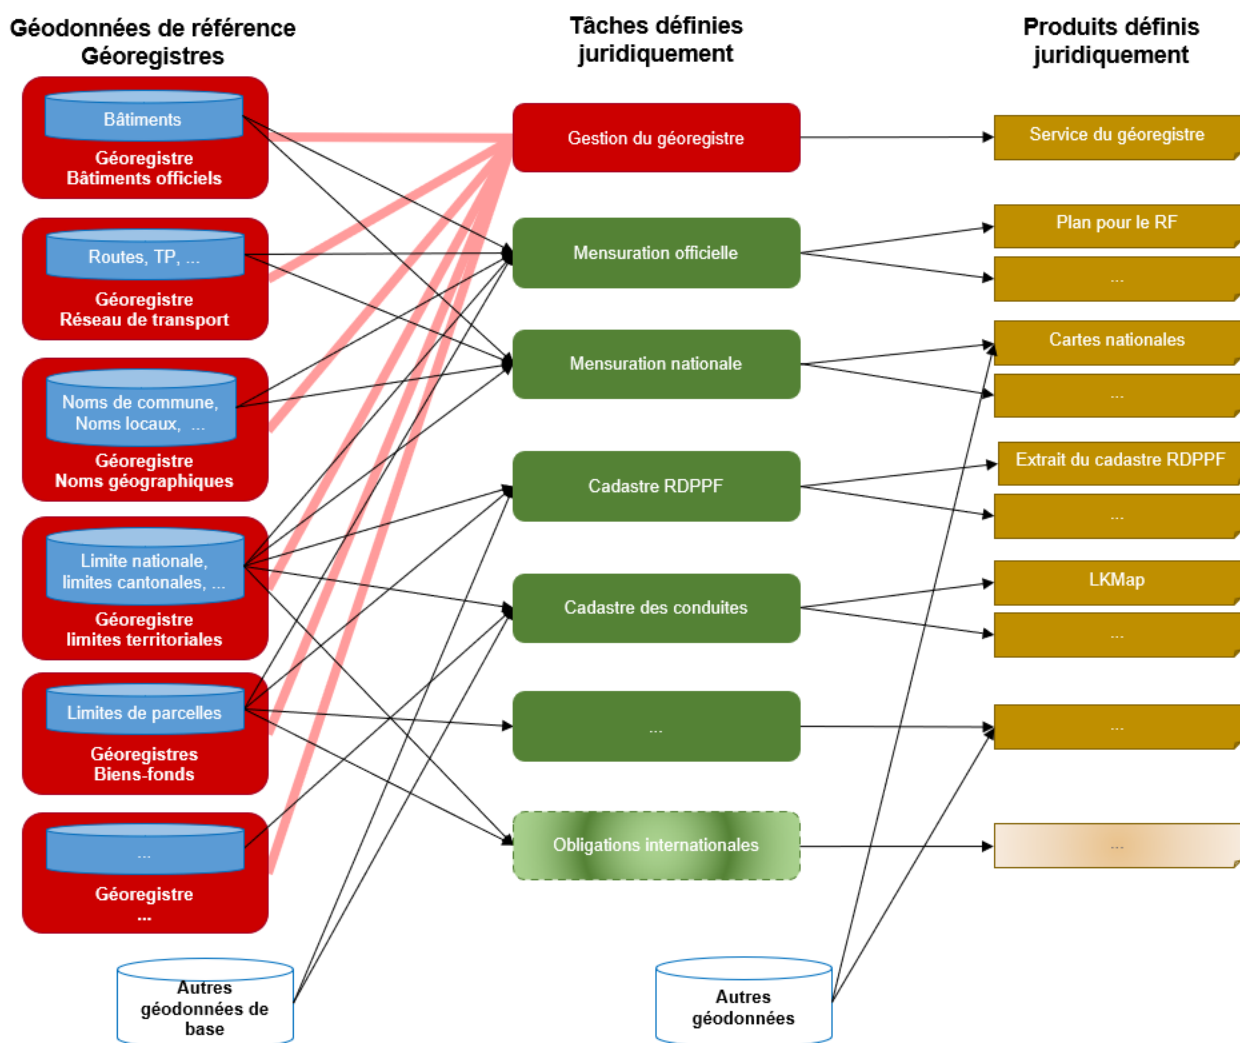 Géodonnées de référence
Géoregistres
Tâches définies
juridiquement
Produits définis
juridiquement
Bâtiments
Géoregistre
Bâtiments officiels
Routes, TP, ...
Géoregistre
Réseau de transport
Noms de commune,
Noms locaux, ...
Géoregistre
Noms géographiques
Limite nationale,
limites cantonales, ...
Géoregistre
limites territoriales
Limites de parcelles
Géoregistres
Biens-fonds
...
Géoregistre
...
Autres
géodonnées de
base
Gestion du géoregistre
Mensuration officielle
Mensuration nationale
Cadastre RDPPF
Cadastre des conduites
...
Obligations internationales
Autres
géodonnées
Service du géoregistre
Plan pour le RF
...
Cartes nationales
...
Extrait du cadastre RDPPF
...
LKMap
...
...
...